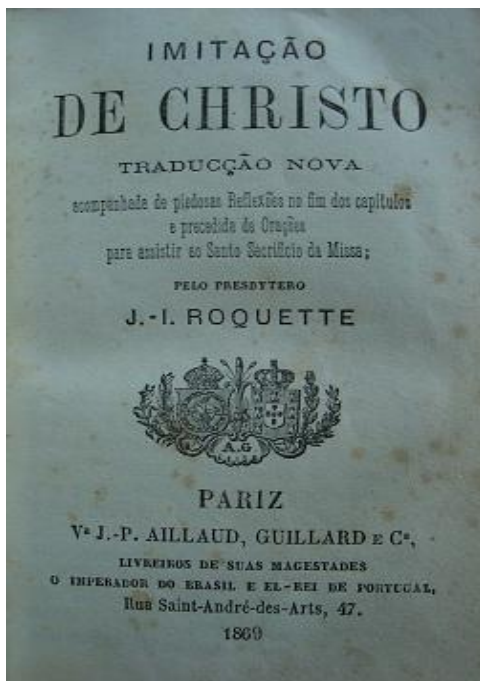 IMITAÇÃO
DE CHRISTO
TRADUCÇÃO NOVA
acompanhada de piedosas Reflexões no fim dos capitulos
e precedida de Orações
para assistir ao Santo Sacrificio da Missa;
PELO PRESBYTERO
J.-I. ROQUETTE
A.G
PARIZ
Vª J.-P. AILLAUD, GUILLARD E Cª,
LIVREIROS DE SUAS MAGESTADES
O IMPERADOR DO BRASIL E EL-REI DE PORTUGAL,
Rua Saint-André-des-Arts, 47.
1869